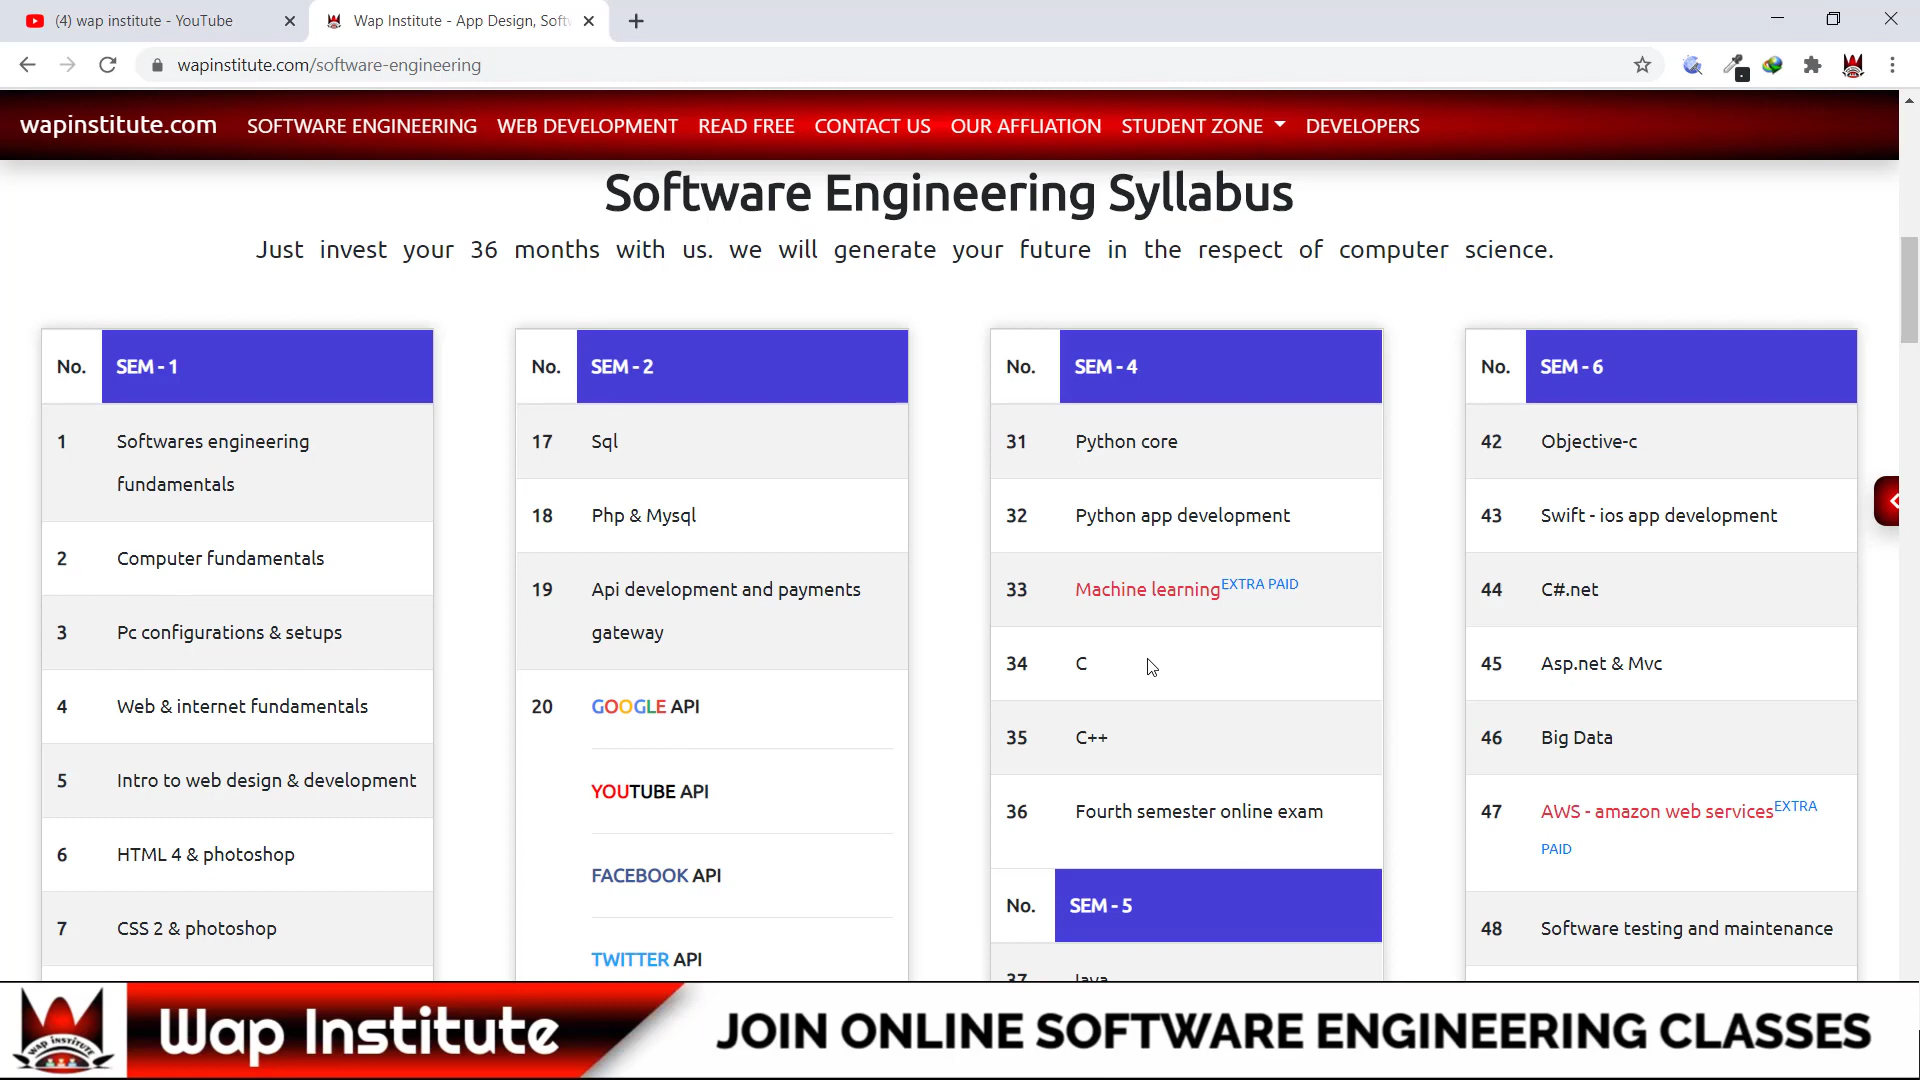 (4) wap institute - YouTube
Wap Institute - App Design, Soft
wapinstitute.com/software-engineering
wapinstitute.com SOFTWARE ENGINEERING WEB DEVELOPMENT READ FREE CONTACT US OUR AFFLIATION STUDENT ZONE DEVELOPERS
Software Engineering Syllabus
Just invest your 36 months with us. we will generate your future in the respect of computer science.
No. SEM - 1
1 Softwares engineering
fundamentals
2 Computer fundamentals
3 Pc configurations & setups
4 Web & internet fundamentals
5 Intro to web design & development
6 HTML 4 & photoshop
7 CSS 2 & photoshop
No. SEM - 2
17 Sql
18 Php & Mysql
19 Api development and payments
gateway
20 GOOGLE API
YOUTUBE API
FACEBOOK API
TWITTER API
No. SEM - 4
31 Python core
32 Python app development
33 Machine learning EXTRA PAID
34 C
35 C++
36 Fourth semester online exam
No. SEM - 5
37 Java
No. SEM - 6
42 Objective-c
43 Swift - ios app development
44 C#.net
45 Asp.net & Mvc
46 Big Data
47 AWS - amazon web services EXTRA
PAID
48 Software testing and maintenance
WAP INSTITUTE
Wap Institute
JOIN ONLINE SOFTWARE ENGINEERING CLASSES